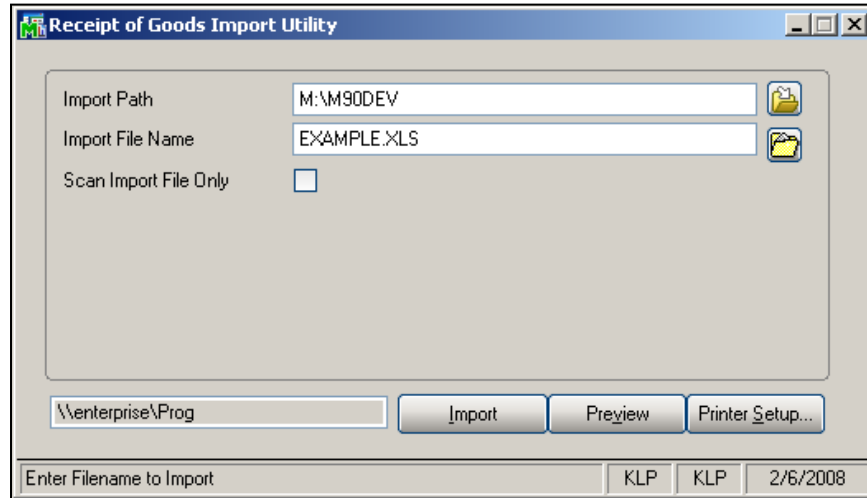 Receipt of Goods Import Utility
Import Path M:\M90DEV
Import File Name EXAMPLE.XLS
Scan Import File Only
\\enterprise\Prog Import Preview Printer Setup...
Enter Filename to Import KLP KLP 2/6/2008